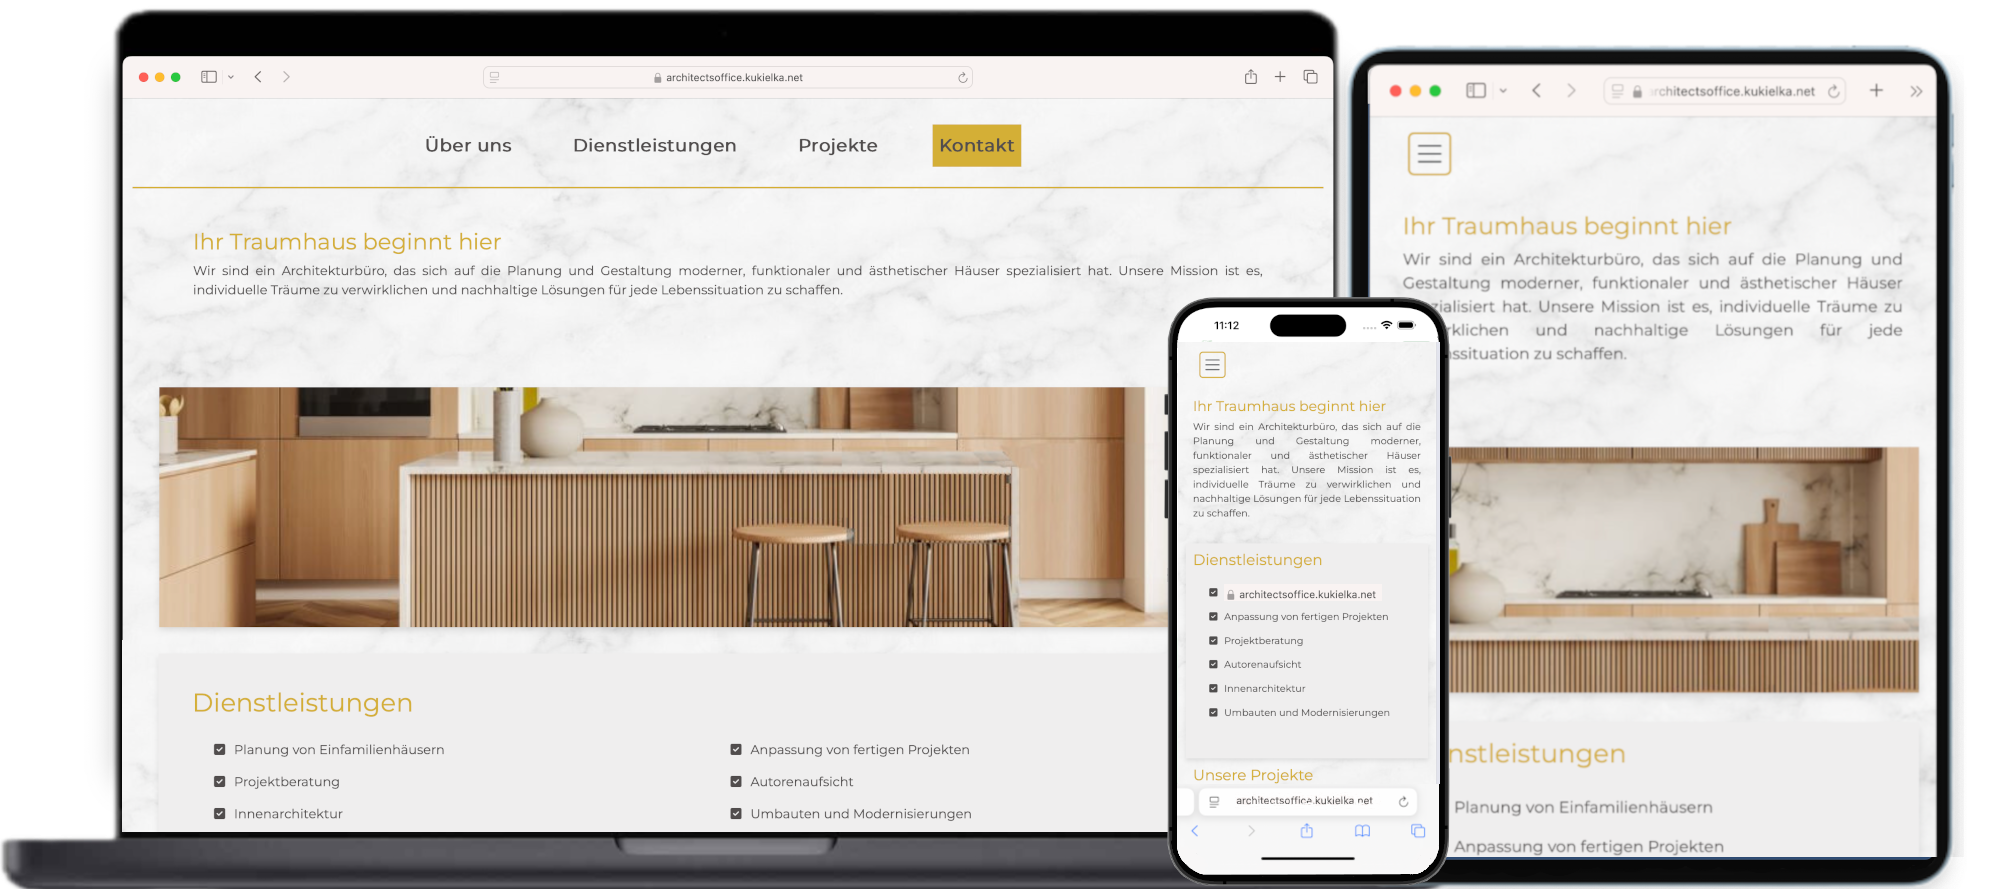 architectsoffice.kukielka.net
Über uns Dienstleistungen Projekte Kontakt
Ihr Traumhaus beginnt hier
Wir sind ein Architekturbüro, das sich auf die Planung und Gestaltung moderner, funktionaler und ästhetischer Häuser spezialisiert hat. Unsere Mission ist es,
individuelle Träume zu verwirklichen und nachhaltige Lösungen für jede Lebenssituation zu schaffen.
Dienstleistungen
Planung von Einfamilienhäusern
Anpassung von fertigen Projekten
Projektberatung
Autorenaufsicht
Innenarchitektur
Umbauten und Modernisierungen
11:12
Ihr Traumhaus beginnt hier
Wir sind ein Architekturbüro, das sich auf die
Planung und Gestaltung moderner,
funktionaler und ästhetischer Häuser
spezialisiert hat. Unsere Mission ist es,
individuelle Träume zu verwirklichen und
nachhaltige Lösungen für jede Lebenssituation
zu schaffen.
Dienstleistungen
architectsoffice.kukielka.net
Anpassung von fertigen Projekten
Projektberatung
Autorenaufsicht
Innenarchitektur
Umbauten und Modernisierungen
Unsere Projekte
architectsoffice.kukielka.net
rchitectsoffice.kukielka.net
Ihr Traumhaus beginnt hier
Wir sind ein Architekturbüro, das sich auf die Planung und
Gestaltung moderner, funktionaler und ästhetischer Häuser
zialisiert hat. Unsere Mission ist es, individuelle Träume zu
rklichen und nachhaltige Lösungen für jede
nssituation zu schaffen.
nstleistungen
Planung von Einfamilienhäusern
Anpassung von fertigen Projekten